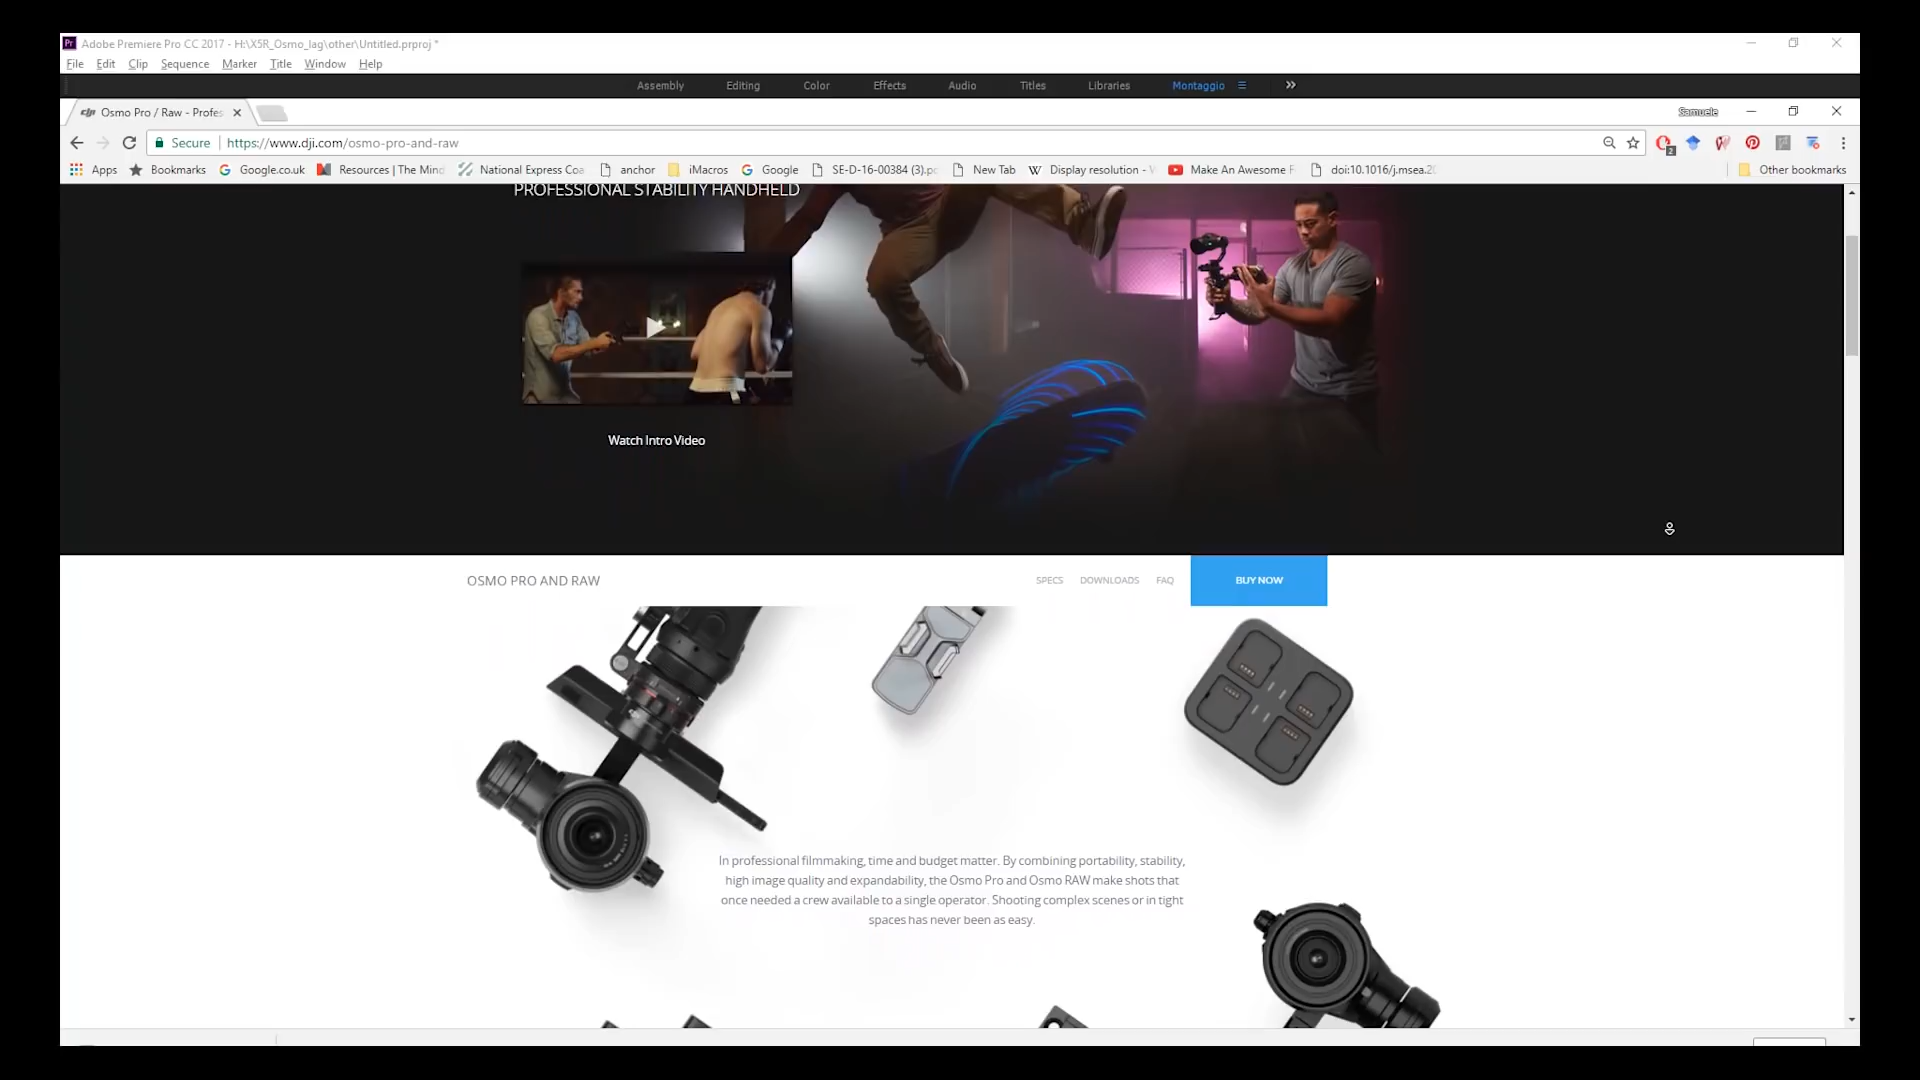 Adobe Premiere Pro CC 2017 - H:\X5R_Osmo_lag\other\Untitled.prproj *
File Edit Clip Sequence Marker Title Window Help
Assembly Editing Color Effects Audio Titles Libraries Montaggio
Osmo Pro / Raw - Profes
Samuele
Secure https://www.dji.com/osmo-pro-and-raw
2
Apps Bookmarks Google.co.uk Resources | The Mind National Express Coa anchor iMacros Google SE-D-16-00384 (3).p New Tab Display resolution - Make An Awesome F doi:10.1016/j.msea.20 Other bookmarks
PROFESSIONAL STABILITY HANDHELD
Watch Intro Video
OSMO PRO AND RAW SPECS DOWNLOADS FAQ BUY NOW
In professional filmmaking, time and budget matter. By combining portability, stability,
high image quality and expandability, the Osmo Pro and Osmo RAW make shots that
once needed a crew available to a single operator. Shooting complex scenes or in tight
spaces has never been as easy.